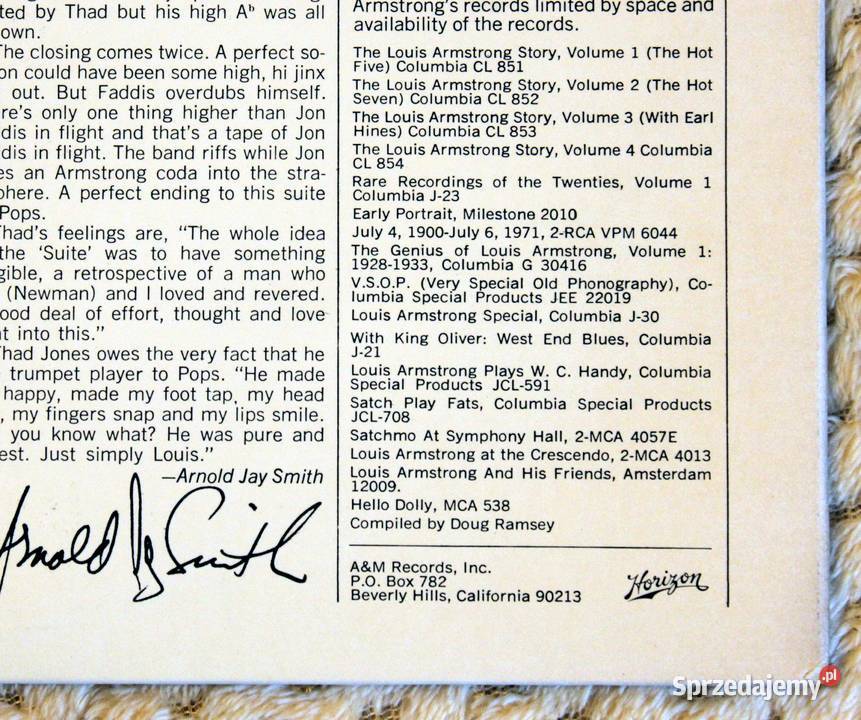 ted by Thad but his high Ab was all
own.
he closing comes twice. A perfect so-
on could have been some high, hi jinx
out. But Faddis overdubs himself.
re's only one thing higher than Jon
dis in flight and that's a tape of Jon
dis in flight. The band riffs while Jon
es an Armstrong coda into the stra-
phere. A perfect ending to this suite
Pops.
had's feelings are, “The whole idea
the ‘Suite’ was to have something
gible, a retrospective of a man who
(Newman) and I loved and revered.
ood deal of effort, thought and love
t into this.”
had Jones owes the very fact that he
trumpet player to Pops. “He made
happy, made my foot tap, my head
, my fingers snap and my lips smile.
you know what? He was pure and
est. Just simply Louis.”
—Arnold Jay Smith
Arnold Jay Smith
Armstrong's records limited by space and
availability of the records.
The Louis Armstrong Story, Volume 1 (The Hot
Five) Columbia CL 851
The Louis Armstrong Story, Volume 2 (The Hot
Seven) Columbia CL 852
The Louis Armstrong Story, Volume 3 (With Earl
Hines) Columbia CL 853
The Louis Armstrong Story, Volume 4 Columbia
CL 854
Rare Recordings of the Twenties, Volume 1
Columbia J-23
Early Portrait, Milestone 2010
July 4, 1900-July 6, 1971, 2-RCA VPM 6044
The Genius of Louis Armstrong, Volume 1:
1928-1933, Columbia G 30416
V.S.O.P. (Very Special Old Phonography), Co-
lumbia Special Products JEE 22019
Louis Armstrong Special, Columbia J-30
With King Oliver: West End Blues, Columbia
J-21
Louis Armstrong Plays W. C. Handy, Columbia
Special Products JCL-591
Satch Play Fats, Columbia Special Products
JCL-708
Satchmo At Symphony Hall, 2-MCA 4057E
Louis Armstrong at the Crescendo, 2-MCA 4013
Louis Armstrong And His Friends, Amsterdam
12009.
Hello Dolly, MCA 538
Compiled by Doug Ramsey
A&M Records, Inc.
P.O. Box 782
Beverly Hills, California 90213
Horizon
Sprzedajemy.pl